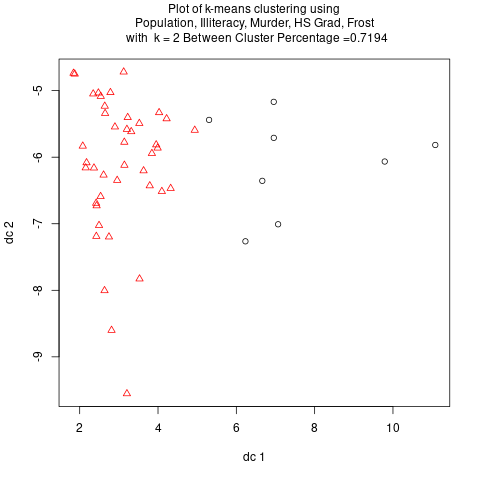 Plot of k-means clustering using
Population, Illiteracy, Murder, HS Grad, Frost
with k = 2 Between Cluster Percentage =0.7194
-5
-6
-7
-8
-9
dc 2
2 4 6 8 10
dc 1